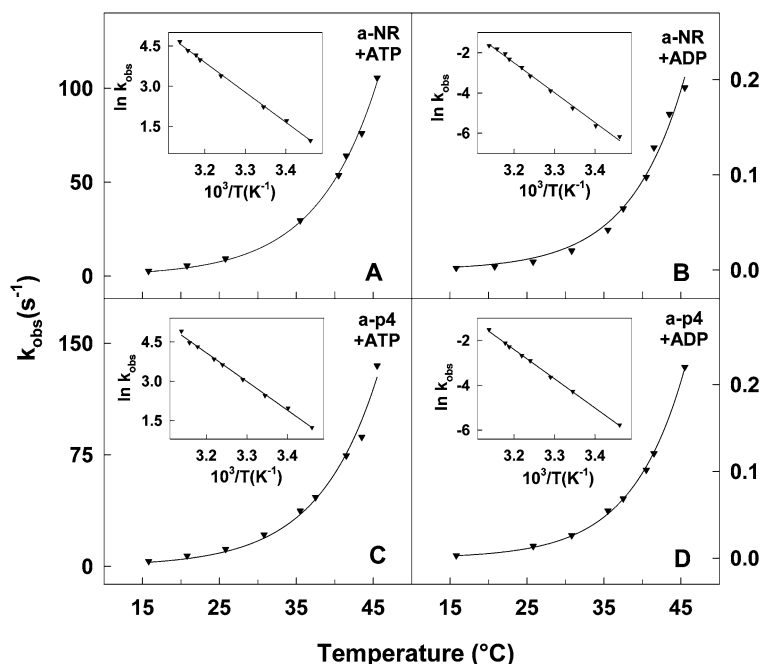 a-NR
+ATP
4.5
3.0
1.5
ln kobs
3.2
3.3
3.4
10³/T(K⁻¹)
100
50
0
A
a-NR
+ADP
-2
-4
-6
ln kobs
3.2
3.3
3.4
10³/T(K⁻¹)
0.2
0.1
0.0
B
kobs(s⁻¹)
a-p4
+ATP
4.5
3.0
1.5
ln kobs
3.2
3.3
3.4
10³/T(K⁻¹)
150
75
0
C
a-p4
+ADP
-2
-4
-6
ln kobs
3.2
3.3
3.4
10³/T(K⁻¹)
0.2
0.1
0.0
D
15 25 35 45
15 25 35 45
Temperature (°C)